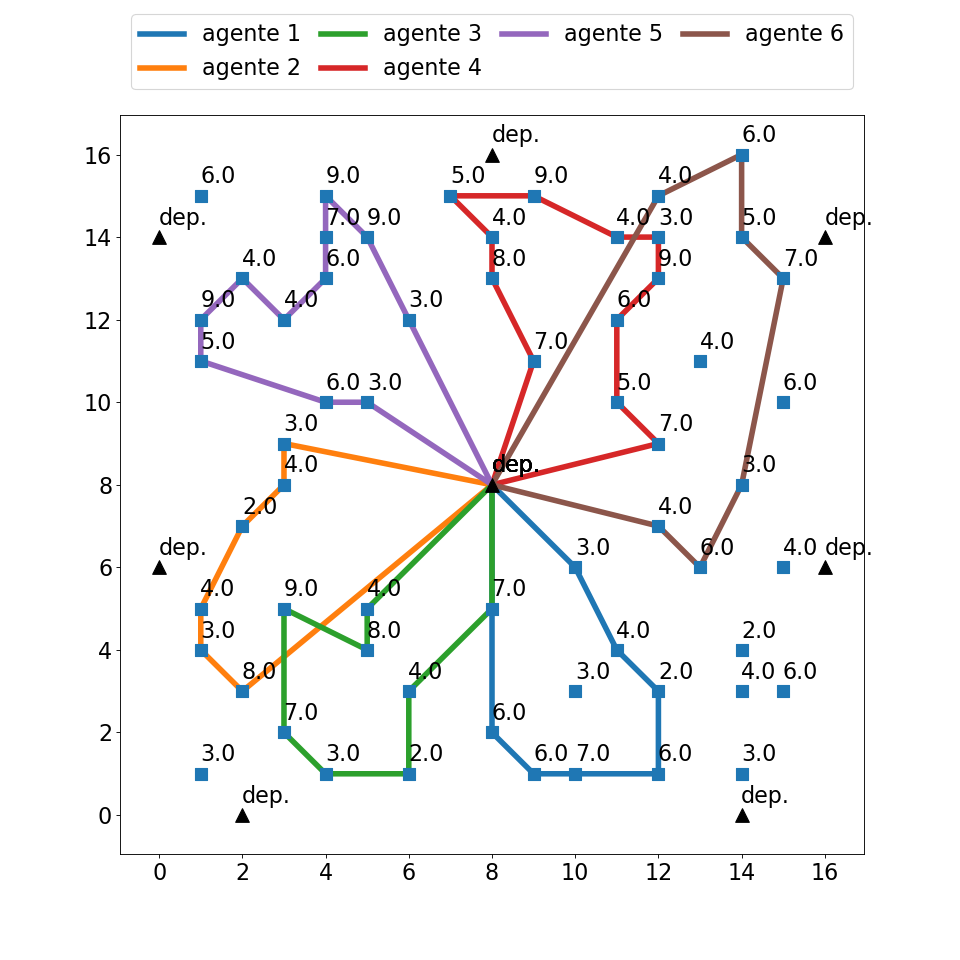 agente 1 agente 3 agente 5 agente 6
agente 2 agente 4
6.0
dep.
16
6.0 9.0 5.0 9.0 4.0
dep. 7.0 9.0 4.0 4.0 3.0 5.0 dep.
14
4.0 6.0 8.0 9.0 7.0
9.0 4.0 3.0 6.0
12
5.0 7.0 4.0
6.0 3.0 5.0 6.0
10
3.0 7.0
4.0 dep. 3.0
8
2.0 4.0
dep. 3.0 6.0 4.0 dep.
6
4.0 9.0 4.0 7.0
3.0 8.0 4.0 2.0
4
8.0 4.0 3.0 2.0 4.0 6.0
7.0 6.0
2
3.0 3.0 2.0 6.0 7.0 6.0 3.0
dep. dep.
0
0 2 4 6 8 10 12 14 16